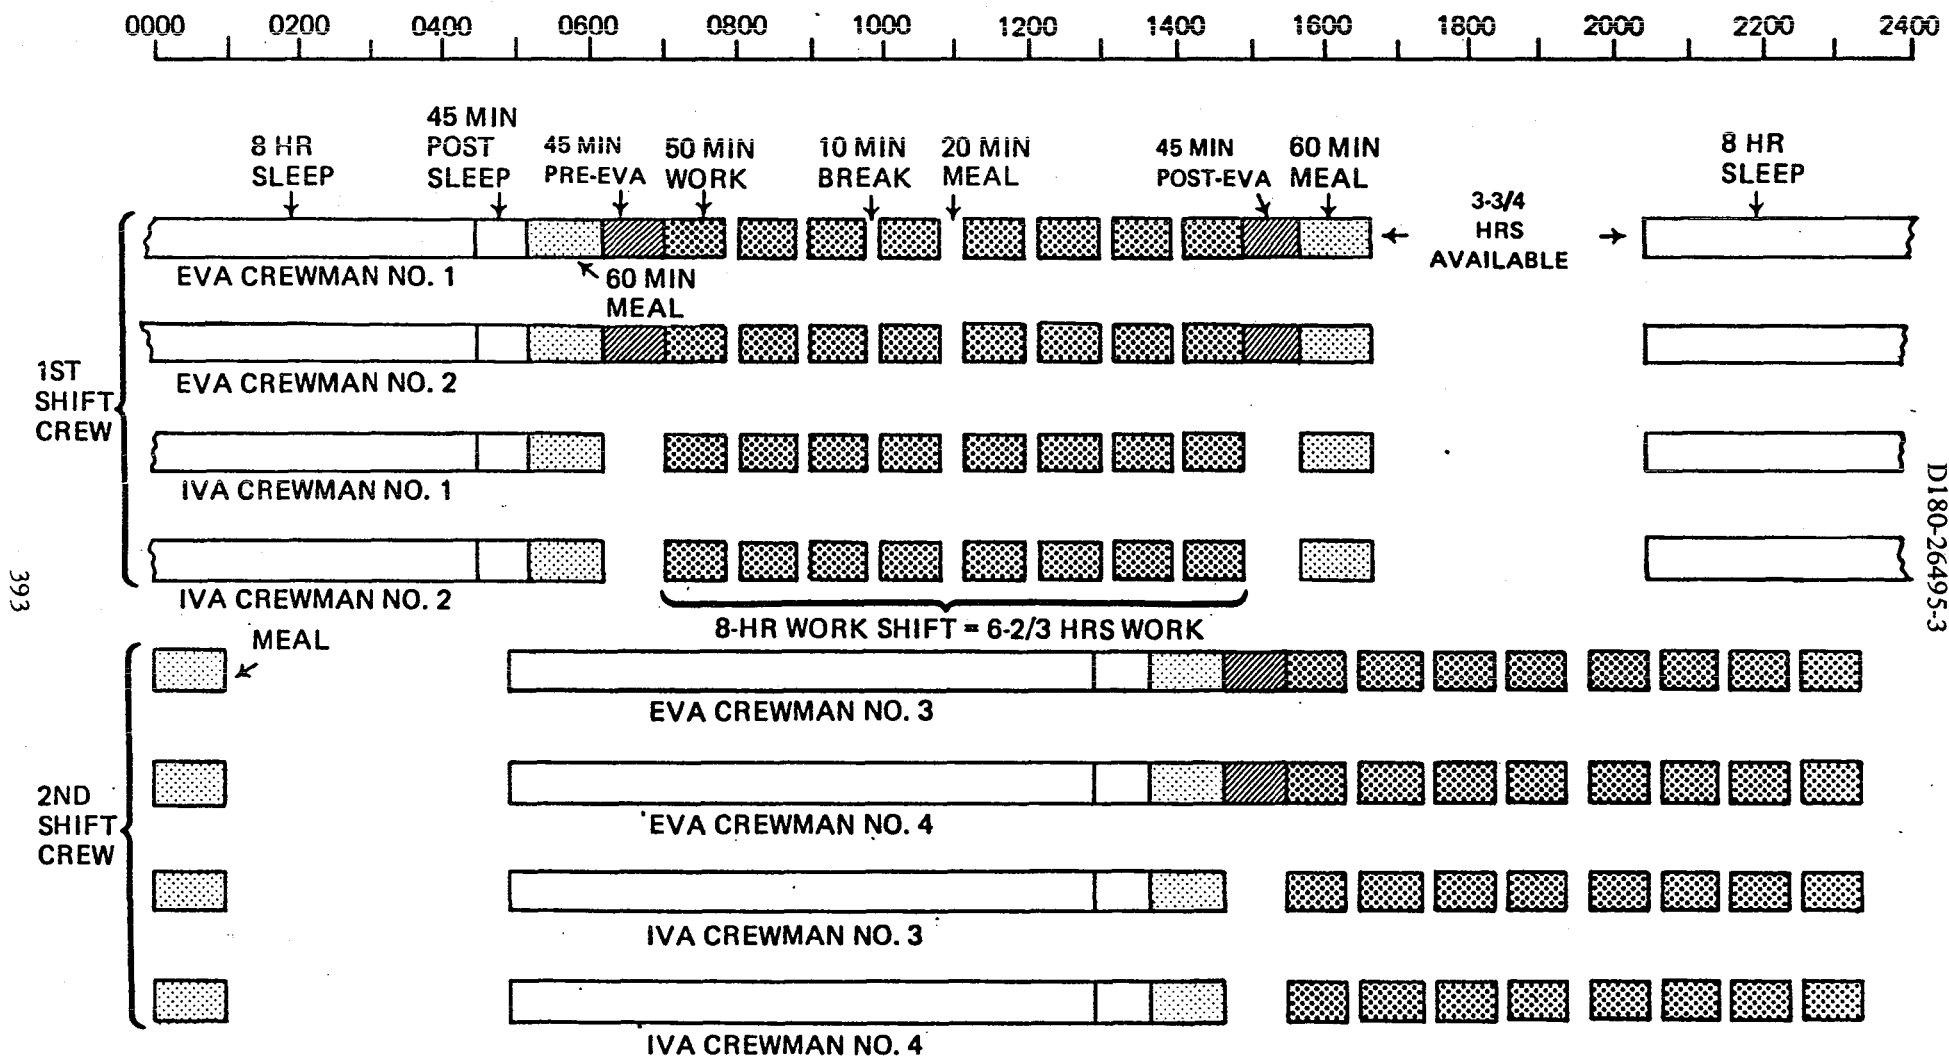 0000 0200 0400 0600 0800 1000 1200 1400 1600 1800 2000 2200 2400
8 HR
SLEEP
45 MIN
POST
SLEEP
45 MIN
PRE-EVA
50 MIN
WORK
10 MIN
BREAK
20 MIN
MEAL
45 MIN
POST-EVA
60 MIN
MEAL
3-3/4
HRS
AVAILABLE
8 HR
SLEEP
EVA CREWMAN NO. 1
60 MIN
MEAL
1ST
SHIFT
CREW
EVA CREWMAN NO. 2
IVA CREWMAN NO. 1
IVA CREWMAN NO. 2
8-HR WORK SHIFT = 6-2/3 HRS WORK
MEAL
2ND
SHIFT
CREW
EVA CREWMAN NO. 3
EVA CREWMAN NO. 4
IVA CREWMAN NO. 3
IVA CREWMAN NO. 4
393
D180-26495-3